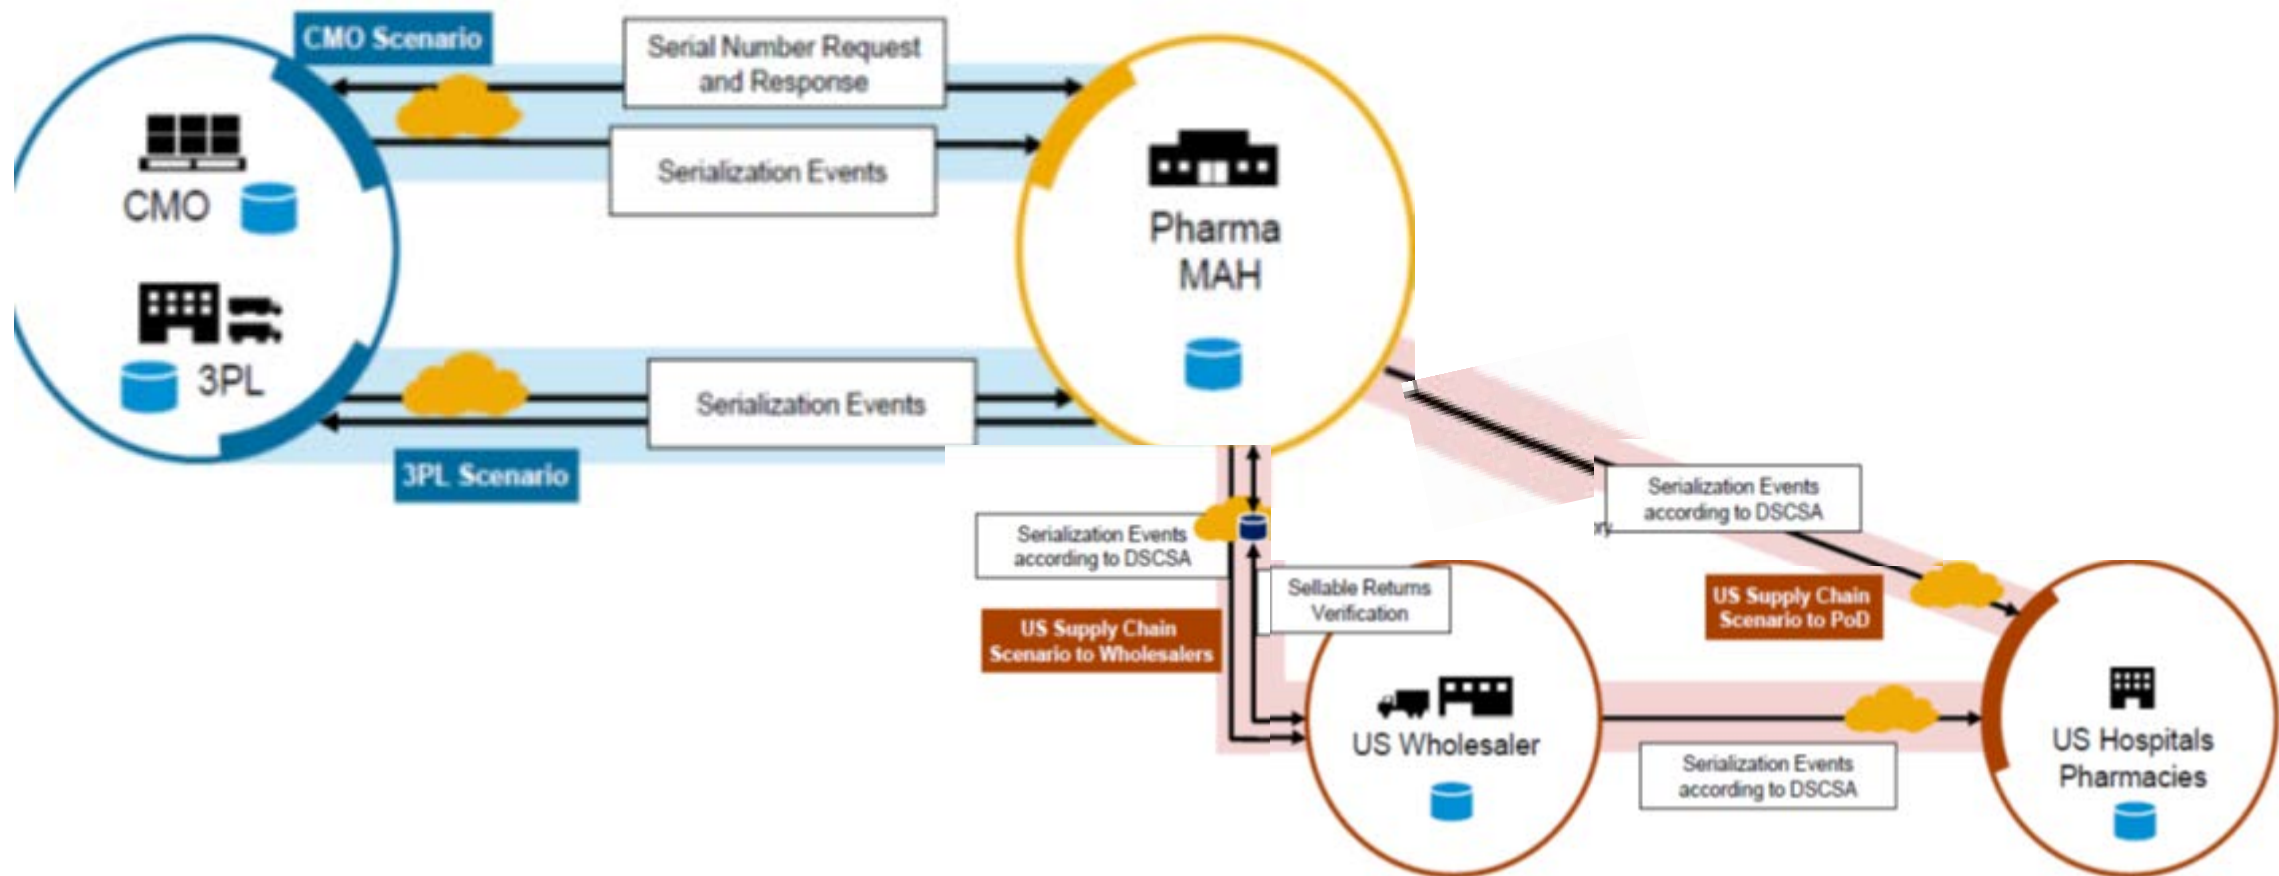 CMO Scenario
Serial Number Request
and Response
Serialization Events
CMO
3PL
Pharma
MAH
Serialization Events
3PL Scenario
Serialization Events
according to DSCSA
Serialization Events
according to DSCSA
Sellable Returns
Verification
US Supply Chain
Scenario to Wholesalers
US Supply Chain
Scenario to PoD
US Wholesaler
Serialization Events
according to DSCSA
US Hospitals
Pharmacies